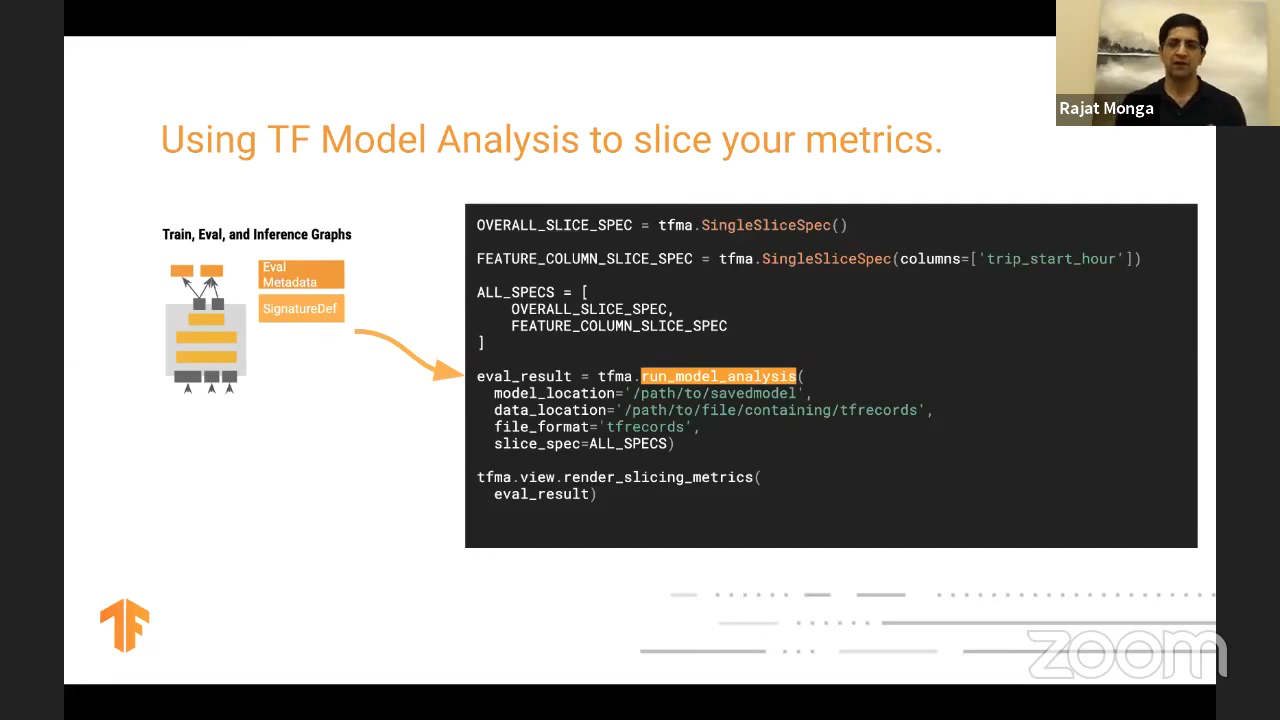 Rajat Monga
Using TF Model Analysis to slice your metrics.
Train, Eval, and Inference Graphs
Eval
Metadata
SignatureDef
OVERALL_SLICE_SPEC = tfma.SingleSliceSpec()
FEATURE_COLUMN_SLICE_SPEC = tfma.SingleSliceSpec(columns=['trip_start_hour'])
ALL_SPECS = [
OVERALL_SLICE_SPEC,
FEATURE_COLUMN_SLICE_SPEC
]
eval_result = tfma.run_model_analysis(
model_location='/path/to/savedmodel',
data_location='/path/to/file/containing/tfrecords',
file_format='tfrecords',
slice_spec=ALL_SPECS)
tfma.view.render_slicing_metrics(
eval_result)
zoom